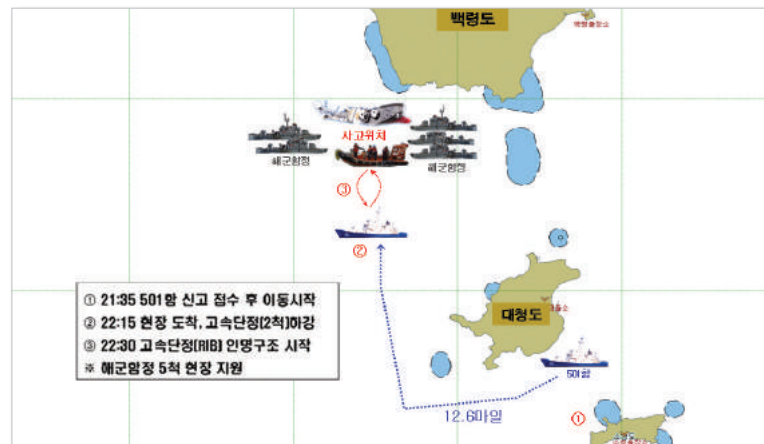 백령도
사고위치
해군함정
해군함정
③
②
① 21:35 501함 신고 접수 후 이동시작
② 22:15 현장 도착, 고속단정(2척)하강
③ 22:30 고속단정(RIB) 인명구조 시작
※ 해군함정 5척 현장 지원
대청도
501함
12.6마일
①